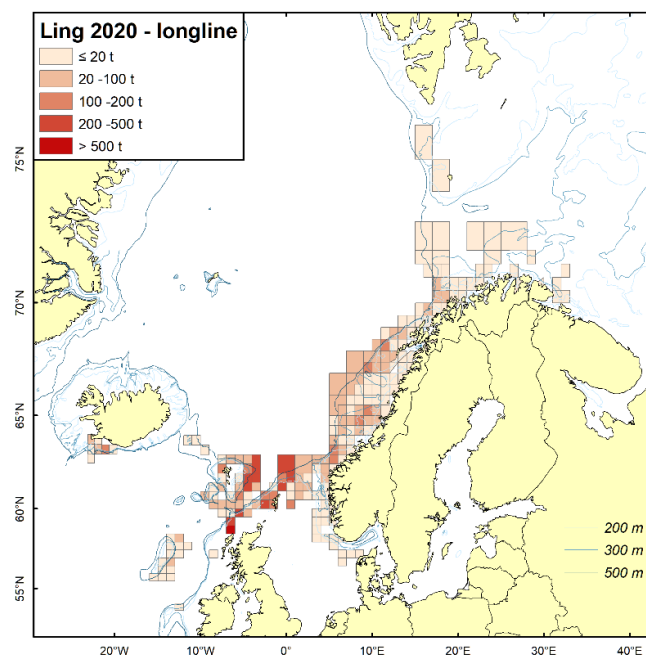 Ling 2020 - longline
≤ 20 t
20 -100 t
100 -200 t
200 -500 t
> 500 t
75°N
70°N
65°N
60°N
55°N
200 m
300 m
500 m
20°W
10°W
0°
10°E
20°E
30°E
40°E